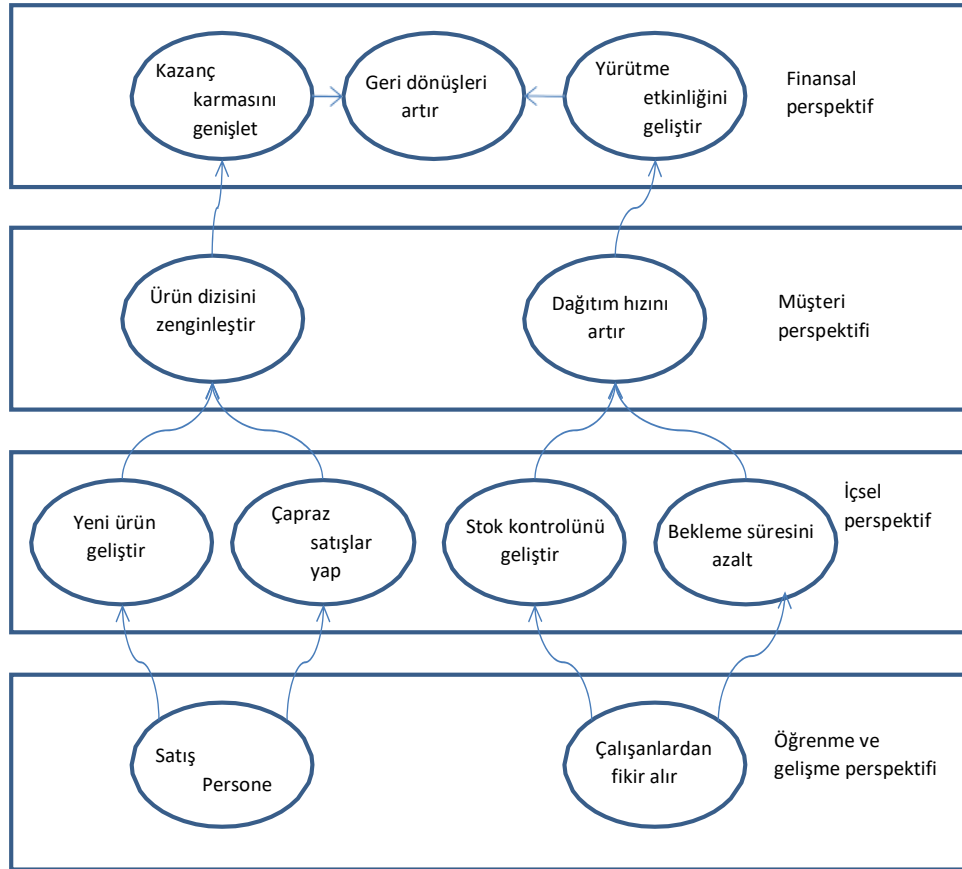 Kazanç
karmasını
genişlet
Geri dönüşleri
artır
Yürütme
etkinliğini
geliştir
Finansal
perspektif
Ürün dizisini
zenginleştir
Dağıtım hızını
artır
Müşteri
perspektifi
Yeni ürün
geliştir
Çapraz
satışlar
yap
Stok kontrolünü
geliştir
Bekleme süresini
azalt
İçsel
perspektif
Satış
Persone
Çalışanlardan
fikir alır
Öğrenme ve
gelişme perspektifi